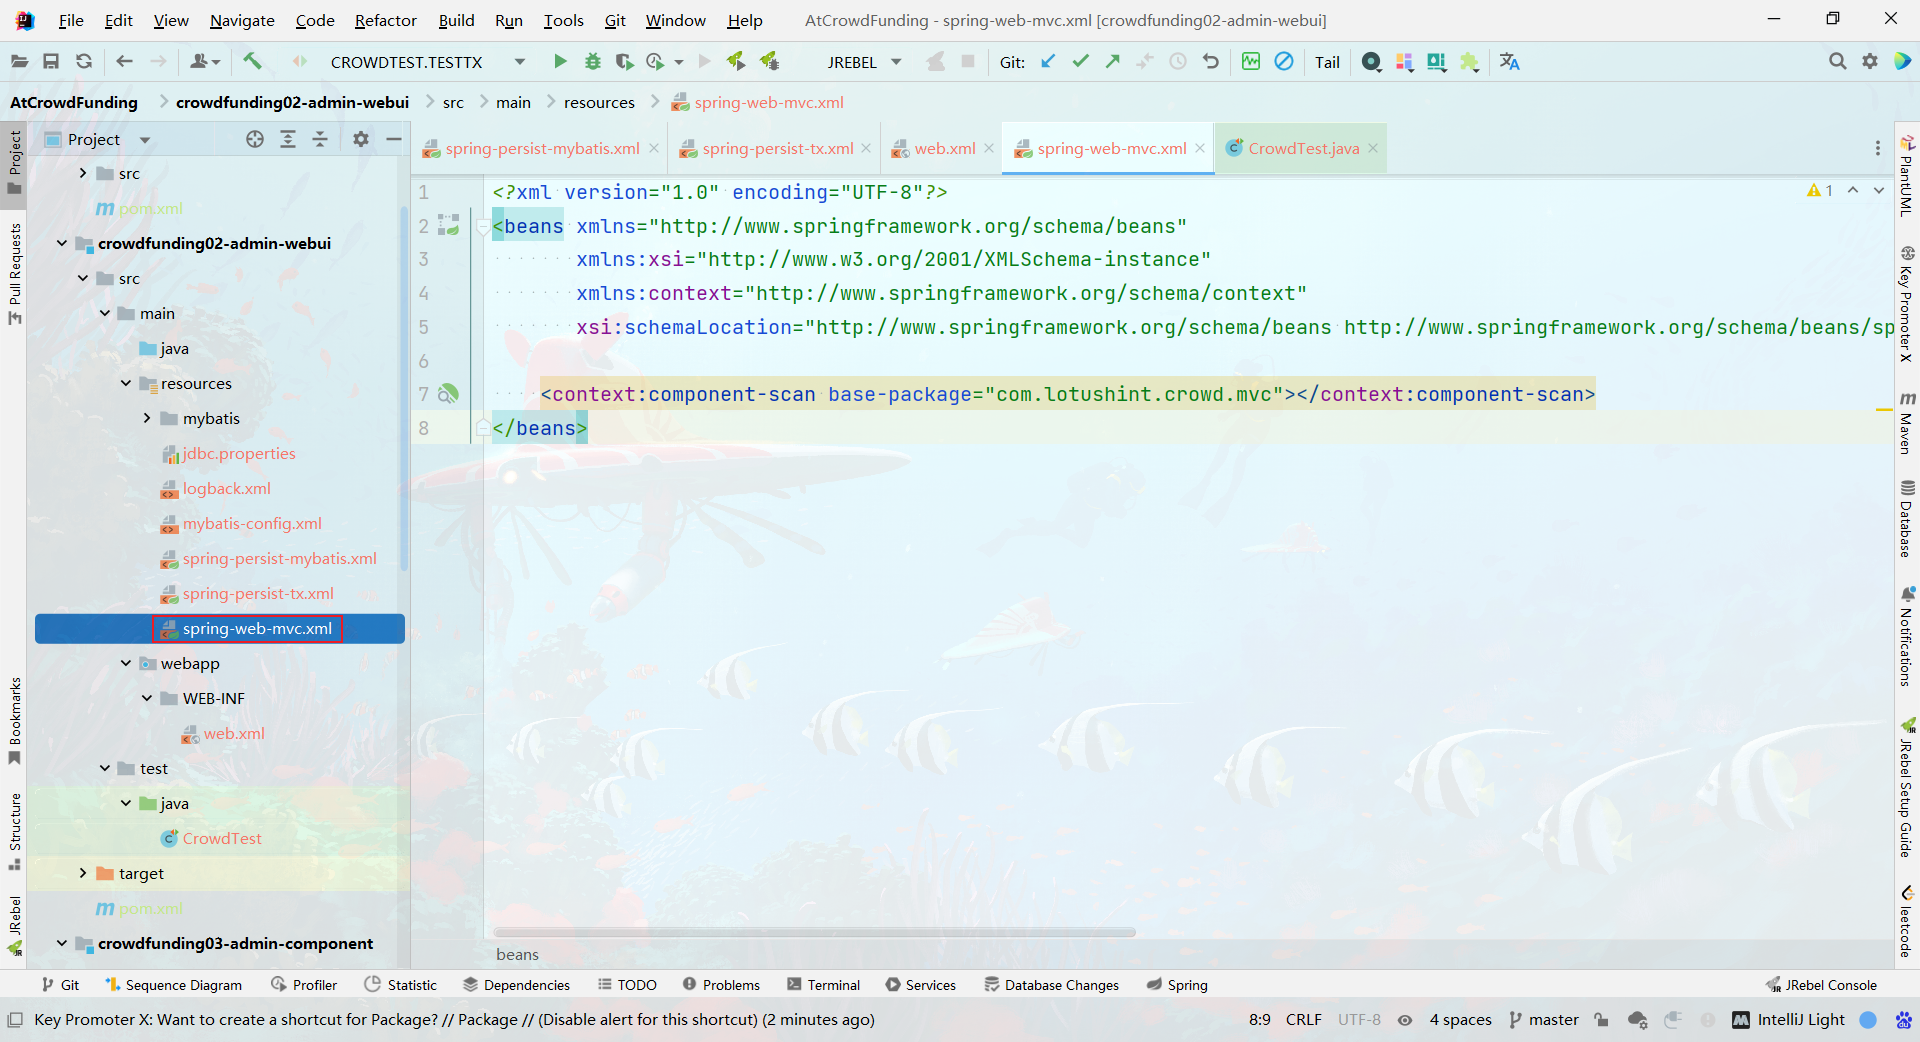 File Edit View Navigate Code Refactor Build Run Tools Git Window Help AtCrowdFunding - spring-web-mvc.xml [crowdfunding02-admin-webui]
CROWDTEST.TESTTX JREBEL Git: Tail
AtCrowdFunding crowdfunding02-admin-webui src main resources spring-web-mvc.xml
Project
spring-persist-mybatis.xml spring-persist-tx.xml web.xml spring-web-mvc.xml CrowdTest.java
src
pom.xml
crowdfunding02-admin-webui
src
main
java
resources
mybatis
jdbc.properties
logback.xml
mybatis-config.xml
spring-persist-mybatis.xml
spring-persist-tx.xml
spring-web-mvc.xml
webapp
WEB-INF
web.xml
test
java
CrowdTest
target
pom.xml
crowdfunding03-admin-component
1 <?xml version="1.0" encoding="UTF-8"?>
2 <beans xmlns="http://www.springframework.org/schema/beans"
3 xmlns:xsi="http://www.w3.org/2001/XMLSchema-instance"
4 xmlns:context="http://www.springframework.org/schema/context"
5 xsi:schemaLocation="http://www.springframework.org/schema/beans http://www.springframework.org/schema/beans/sp
6
7 <context:component-scan base-package="com.lotushint.crowd.mvc"></context:component-scan>
8 </beans>
1
beans
Project
Pull Requests
Bookmarks
Structure
JRebel
PlantUML
Key Promoter X
Maven
Database
Notifications
JRebel Setup Guide
leetcode
Git Sequence Diagram Profiler Statistic Dependencies TODO Problems Terminal Services Database Changes Spring JRebel Console
Key Promoter X: Want to create a shortcut for Package? // Package // (Disable alert for this shortcut) (2 minutes ago) 8:9 CRLF UTF-8 4 spaces master IntelliJ Light